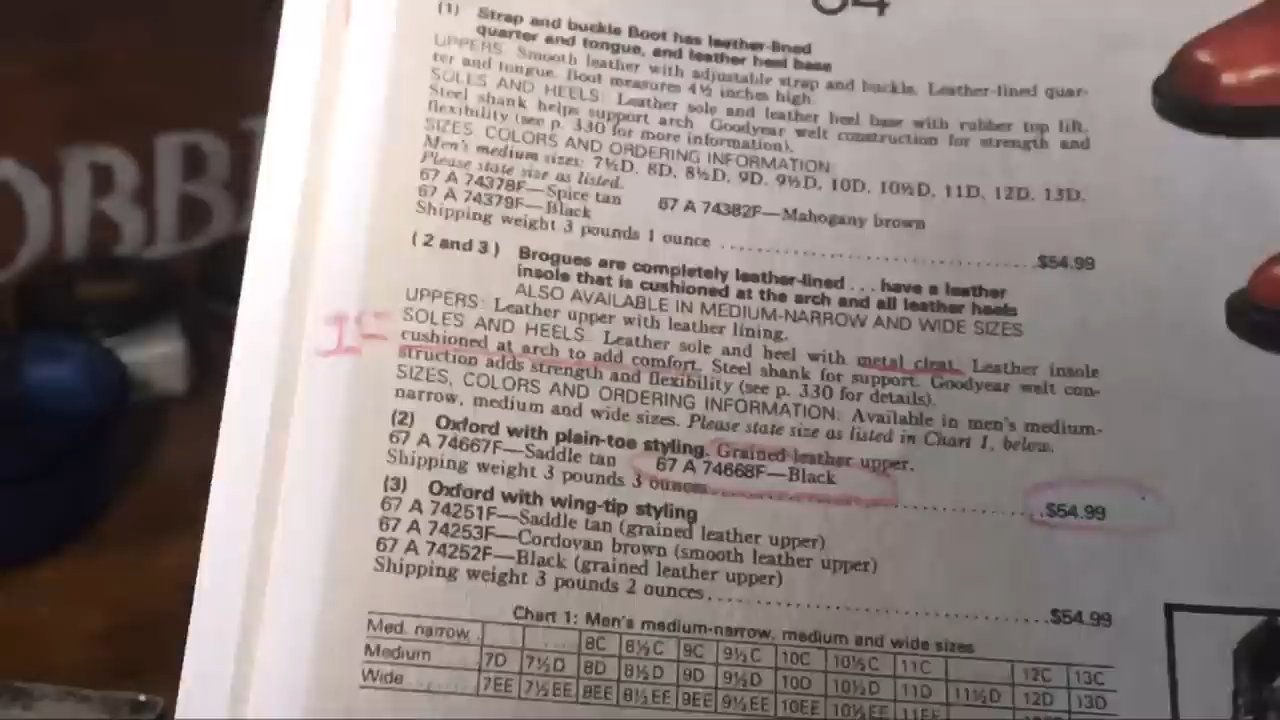 (1) Strap and buckle Boot has leather-lined
quarter and tongue, and leather heel base
UPPERS: Smooth leather with adjustable strap and buckle. Leather-lined quar-
ter and tongue. Boot measures 4½ inches high.
SOLES AND HEELS: Leather sole and leather heel base with rubber top lift.
Steel shank helps support arch. Goodyear welt construction for strength and
flexibility (see p. 330 for more information).
SIZES, COLORS AND ORDERING INFORMATION:
Men's medium sizes: 7½D, 8D, 8½D, 9D, 9½D, 10D, 10½D, 11D, 12D, 13D.
Please state size as listed.
67 A 74378F—Spice tan 67 A 74382F—Mahogany brown
67 A 74379F—Black
Shipping weight 3 pounds 1 ounce ..... $54.99
(2 and 3) Brogues are completely leather-lined . . . have a leather
insole that is cushioned at the arch and all leather heels
ALSO AVAILABLE IN MEDIUM-NARROW AND WIDE SIZES
UPPERS: Leather upper with leather lining.
SOLES AND HEELS: Leather sole and heel with metal cleat. Leather insole
cushioned at arch to add comfort. Steel shank for support. Goodyear welt con-
struction adds strength and flexibility (see p. 330 for details).
SIZES, COLORS AND ORDERING INFORMATION: Available in men's medium-
narrow, medium and wide sizes. Please state size as listed in Chart 1, below.
(2) Oxford with plain-toe styling. Grained leather upper.
67 A 74667F—Saddle tan 67 A 74668F—Black
Shipping weight 3 pounds 3 ounces ..... $54.99
(3) Oxford with wing-tip styling
67 A 74251F—Saddle tan (grained leather upper)
67 A 74253F—Cordovan brown (smooth leather upper)
67 A 74252F—Black (grained leather upper)
Shipping weight 3 pounds 2 ounces ..... $54.99
Chart 1: Men's medium-narrow, medium and wide sizes
Med. narrow 8C 8½C 9C 9½C 10C 10½C 11C 12C 13C
Medium 7D 7½D 8D 8½D 9D 9½D 10D 10½D 11D 11½D 12D 13D
Wide 7EE 7½EE 8EE 8½EE 9EE 9½EE 10EE 10½EE 11EE